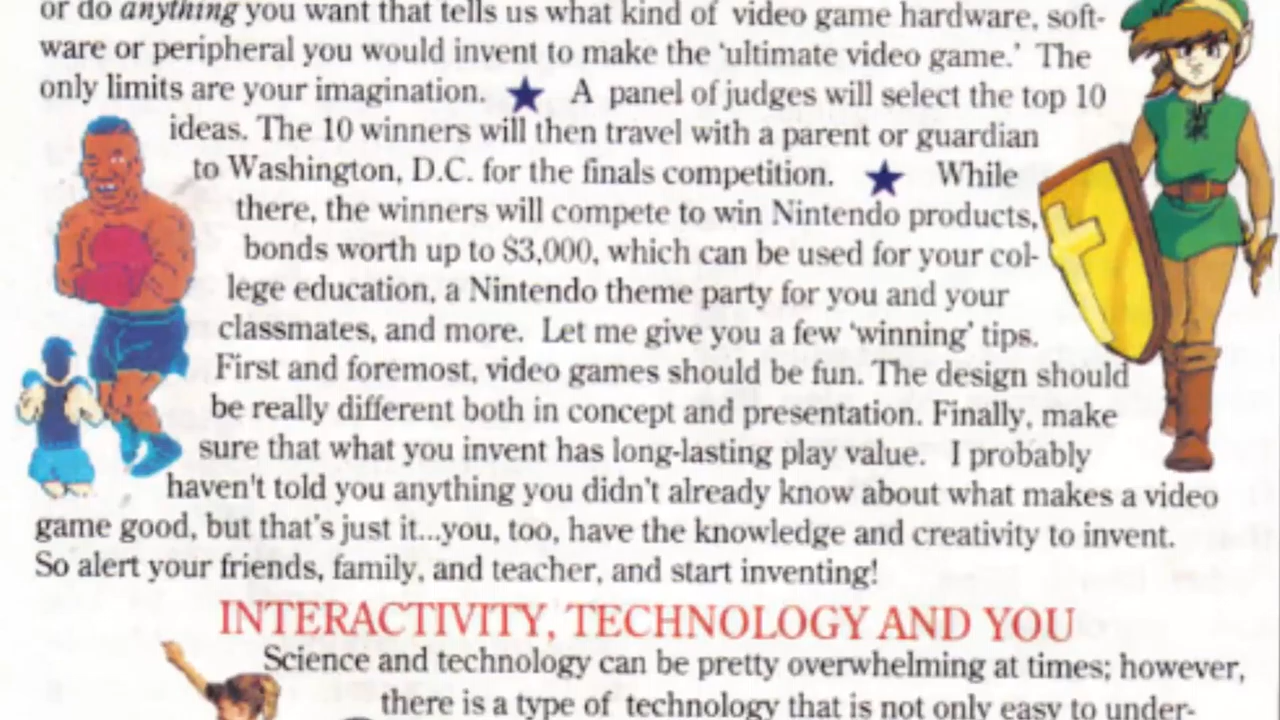 or do anything you want that tells us what kind of video game hardware, soft-
ware or peripheral you would invent to make the 'ultimate video game.' The
only limits are your imagination. ★ A panel of judges will select the top 10
ideas. The 10 winners will then travel with a parent or guardian
to Washington, D.C. for the finals competition. ★ While
there, the winners will compete to win Nintendo products,
bonds worth up to $3,000, which can be used for your col-
lege education, a Nintendo theme party for you and your
classmates, and more. Let me give you a few 'winning' tips.
First and foremost, video games should be fun. The design should
be really different both in concept and presentation. Finally, make
sure that what you invent has long-lasting play value. I probably
haven't told you anything you didn't already know about what makes a video
game good, but that's just it...you, too, have the knowledge and creativity to invent.
So alert your friends, family, and teacher, and start inventing!
INTERACTIVITY, TECHNOLOGY AND YOU
Science and technology can be pretty overwhelming at times; however,
there is a type of technology that is not only easy to under-